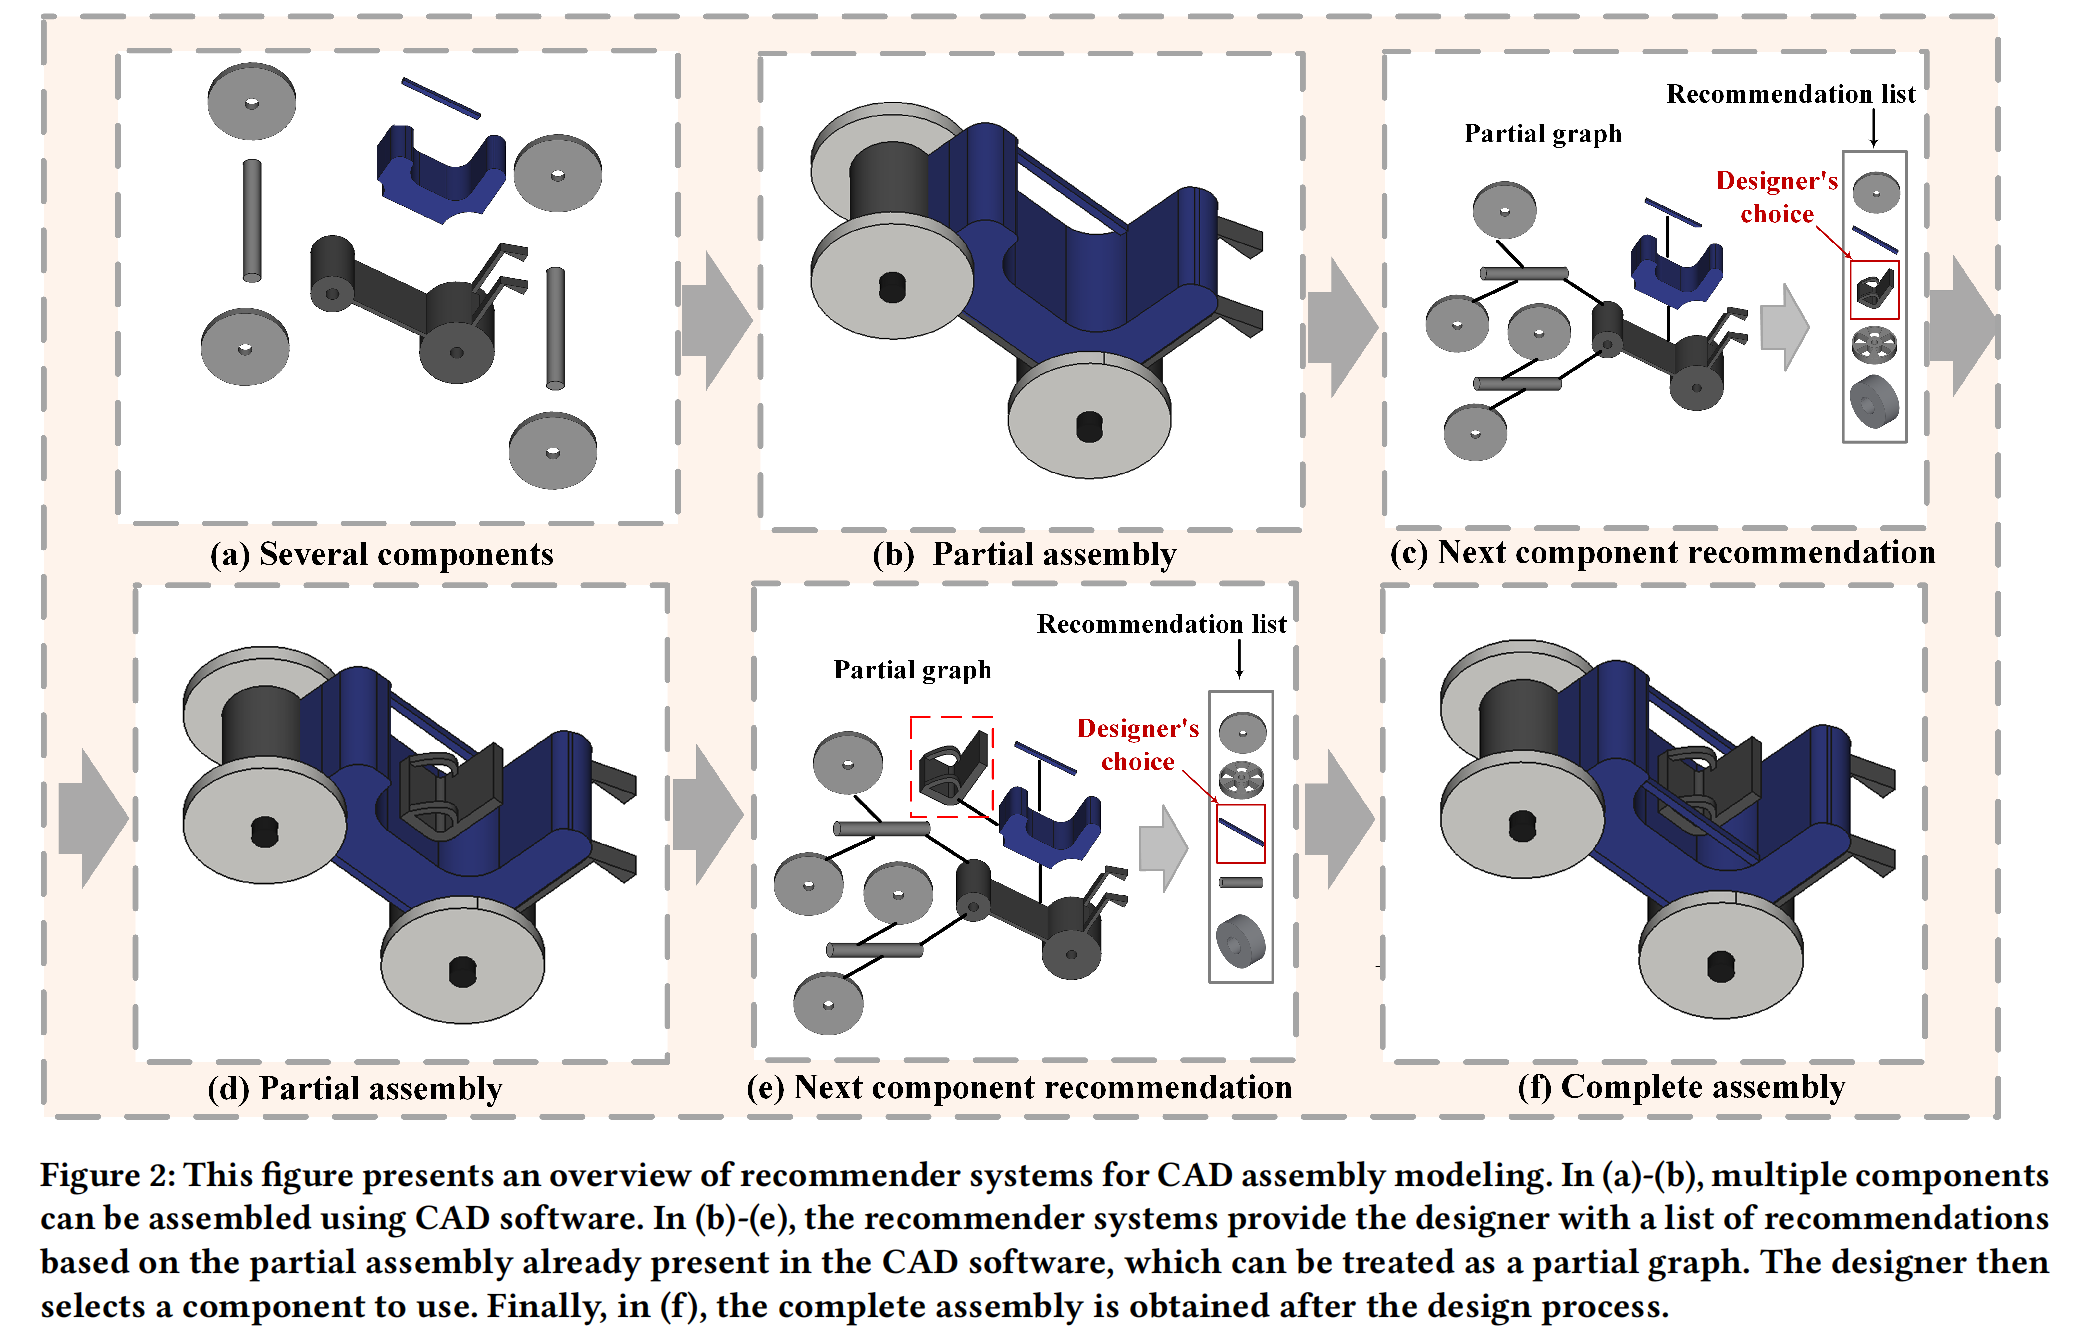 Recommendation list
Partial graph
Designer's
choice
(a) Several components
(b) Partial assembly
(c) Next component recommendation
Recommendation list
Partial graph
Designer's
choice
(d) Partial assembly
(e) Next component recommendation
(f) Complete assembly
Figure 2: This figure presents an overview of recommender systems for CAD assembly modeling. In (a)-(b), multiple components
can be assembled using CAD software. In (b)-(e), the recommender systems provide the designer with a list of recommendations
based on the partial assembly already present in the CAD software, which can be treated as a partial graph. The designer then
selects a component to use. Finally, in (f), the complete assembly is obtained after the design process.